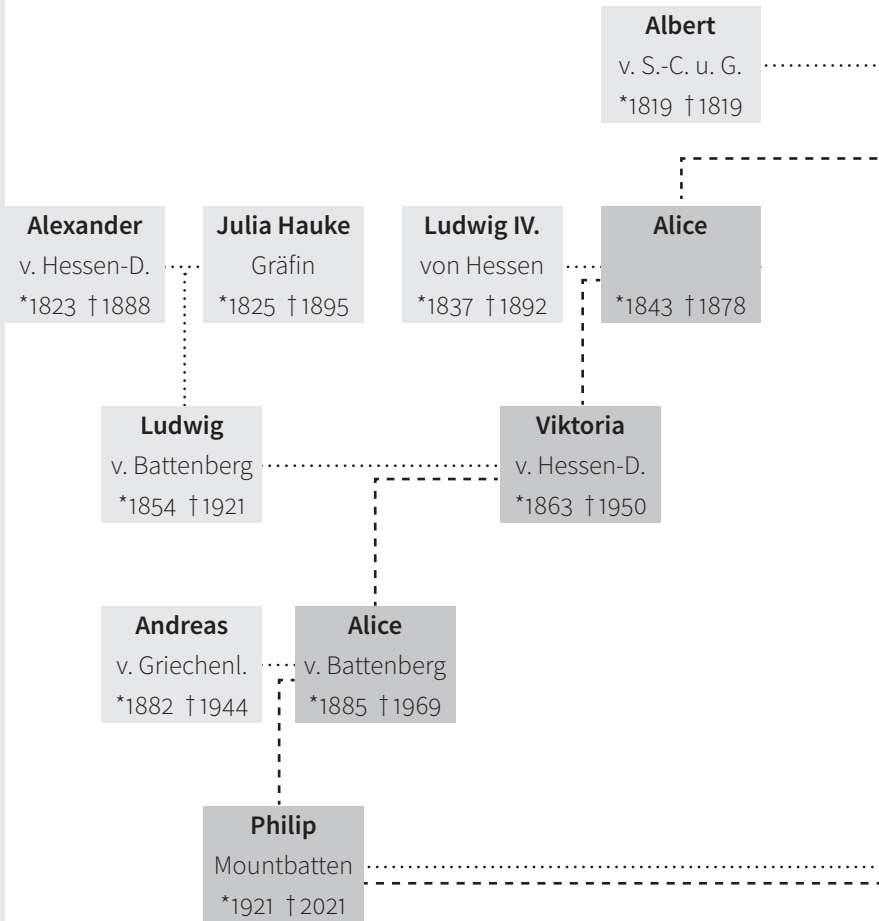 Albert
v. S.-C. u. G.
*1819 †1819
Alexander
v. Hessen-D.
*1823 †1888
Julia Hauke
Gräfin
*1825 †1895
Ludwig IV.
von Hessen
*1837 †1892
Alice
*1843 †1878
Ludwig
v. Battenberg
*1854 †1921
Viktoria
v. Hessen-D.
*1863 †1950
Andreas
v. Griechenl.
*1882 †1944
Alice
v. Battenberg
*1885 †1969
Philip
Mountbatten
*1921 †2021